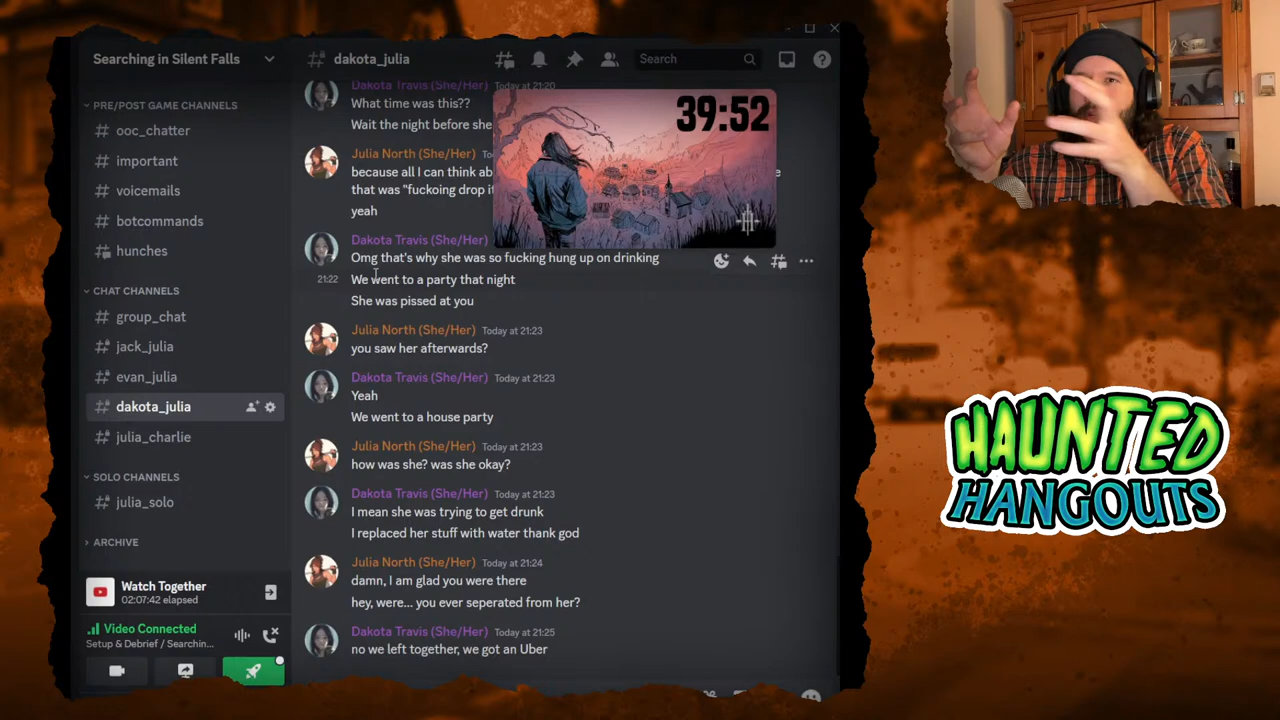 Searching in Silent Falls
PRE/POST GAME CHANNELS
# ooc_chatter
# important
# voicemails
# botcommands
hunches
CHAT CHANNELS
group_chat
jack_julia
evan_julia
dakota_julia
julia_charlie
SOLO CHANNELS
julia_solo
ARCHIVE
Watch Together
02:07:42 elapsed
Video Connected
Setup & Debrief / Searchin...
dakota_julia
Search
Dakota Travis (She/Her) Today at 21:20
What time was this??
Wait the night before she
Julia North (She/Her)
because all I can think ab
that was "fuckoing drop it
yeah
39:52
Dakota Travis (She/Her)
Omg that's why she was so fucking hung up on drinking
21:22 We went to a party that night
She was pissed at you
Julia North (She/Her) Today at 21:23
you saw her afterwards?
Dakota Travis (She/Her) Today at 21:23
Yeah
We went to a house party
Julia North (She/Her) Today at 21:23
how was she? was she okay?
Dakota Travis (She/Her) Today at 21:23
I mean she was trying to get drunk
I replaced her stuff with water thank god
Julia North (She/Her) Today at 21:24
damn, I am glad you were there
hey, were... you ever seperated from her?
Dakota Travis (She/Her) Today at 21:25
no we left together, we got an Uber
HAUNTED
HANGOUTS